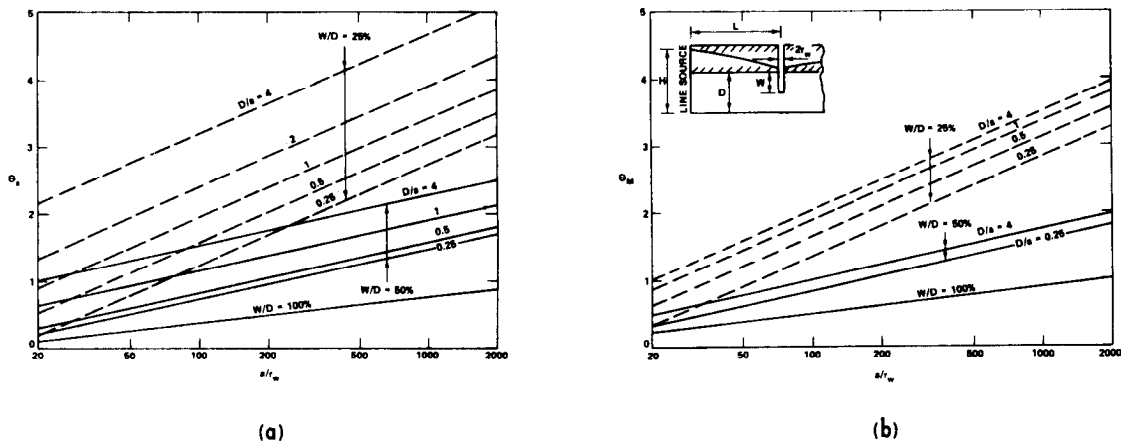 5
4
3
2
1
0
θs
W/D = 25%
D/s = 4
2
1
0.5
0.25
D/s = 4
1
0.5
0.25
W/D = 50%
W/D = 100%
20
50
100
200
500
1000
2000
s/rw
(a)
5
4
3
2
1
0
θM
L
2rw
H
LINE SOURCE
D
W
W/D = 25%
D/s = 4
1
0.5
0.25
W/D = 50%
D/s = 4
D/s = 0.25
W/D = 100%
20
50
100
200
500
1000
2000
s/rw
(b)